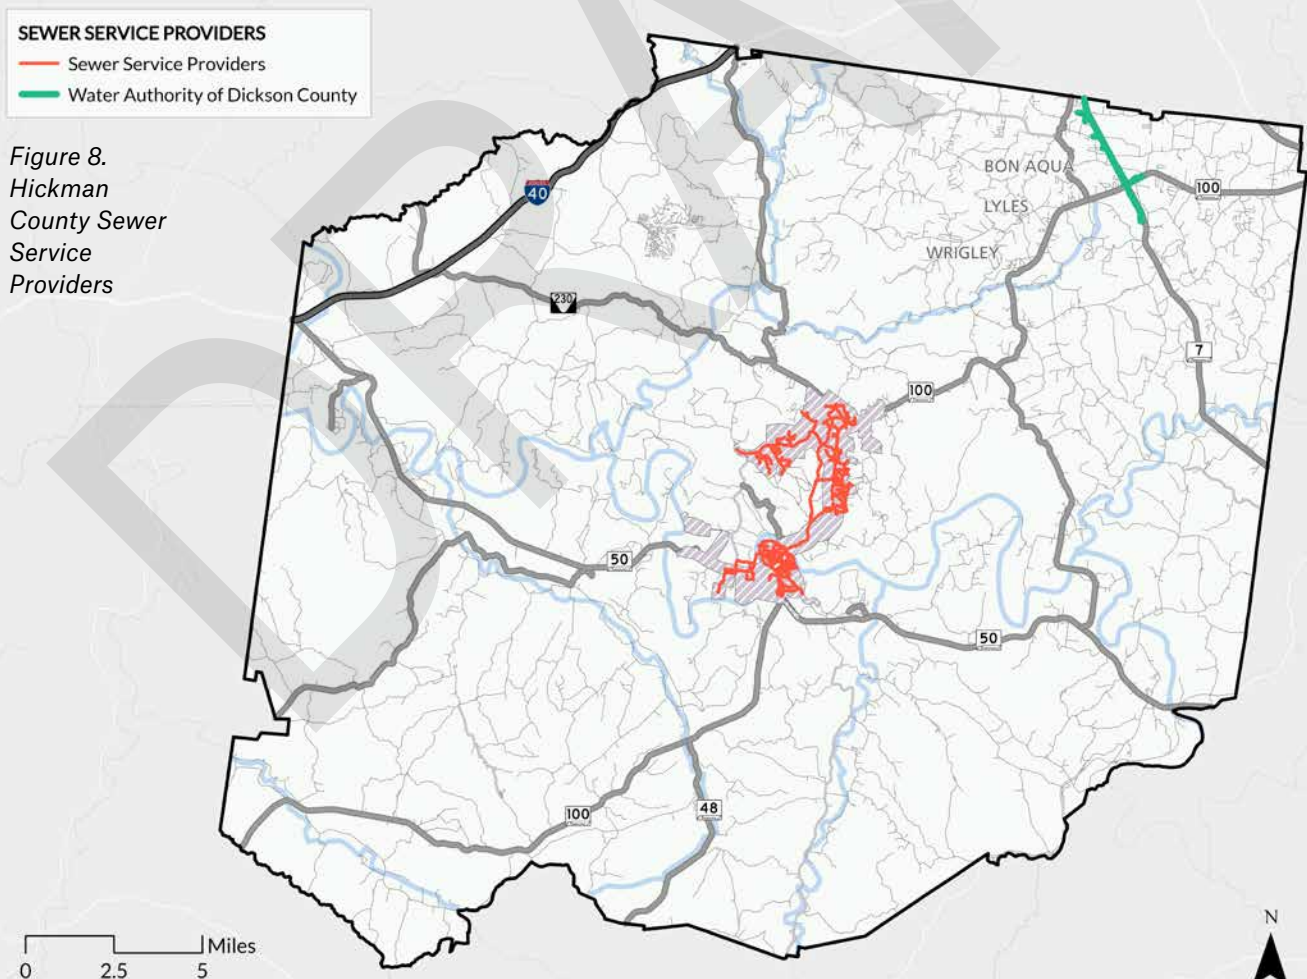 SEWER SERVICE PROVIDERS
Sewer Service Providers
Water Authority of Dickson County
Figure 8.
Hickman
County Sewer
Service
Providers
DRA
40
BON AQUA
100
LYLES
WRIGLEY
230
7
100
50
50
100
48
Miles
0 2.5 5
N